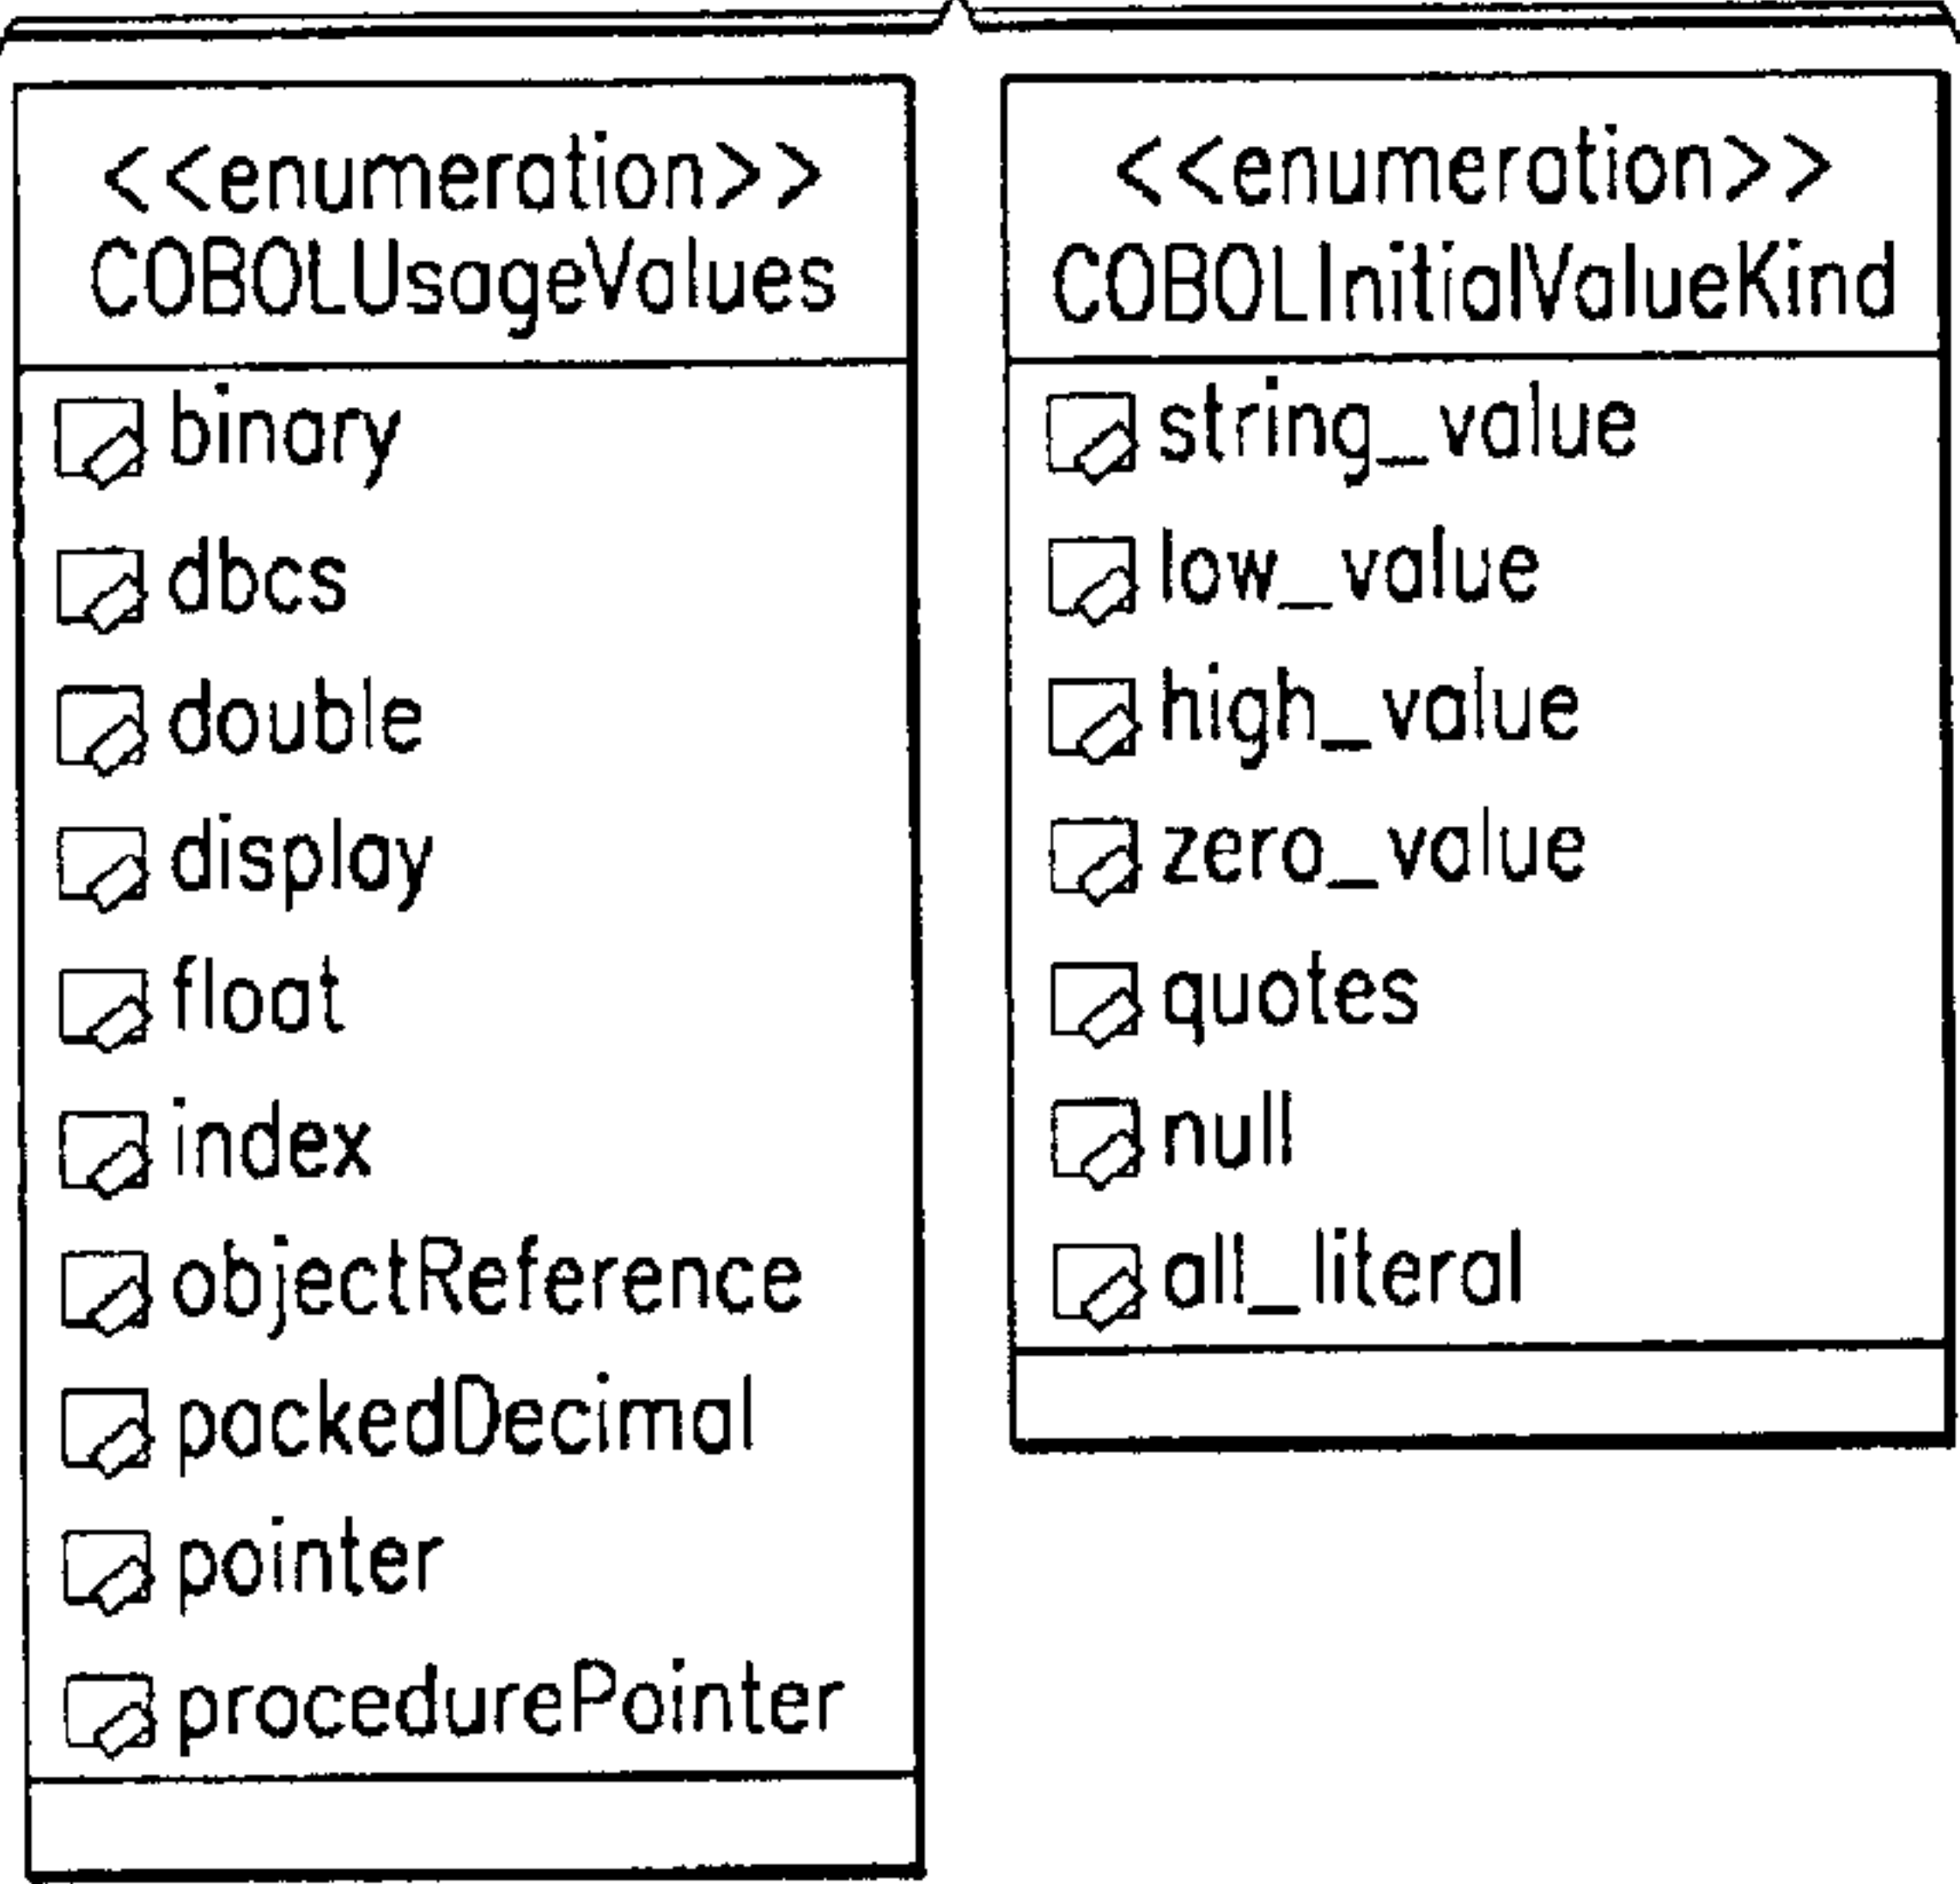 <<enumeration>>
COBOLUsageValues
binary
dbcs
double
display
float
index
objectReference
packedDecimal
pointer
procedurePointer
<<enumeration>>
COBOLInitialValueKind
string_value
low_value
high_value
zero_value
quotes
null
all_literal